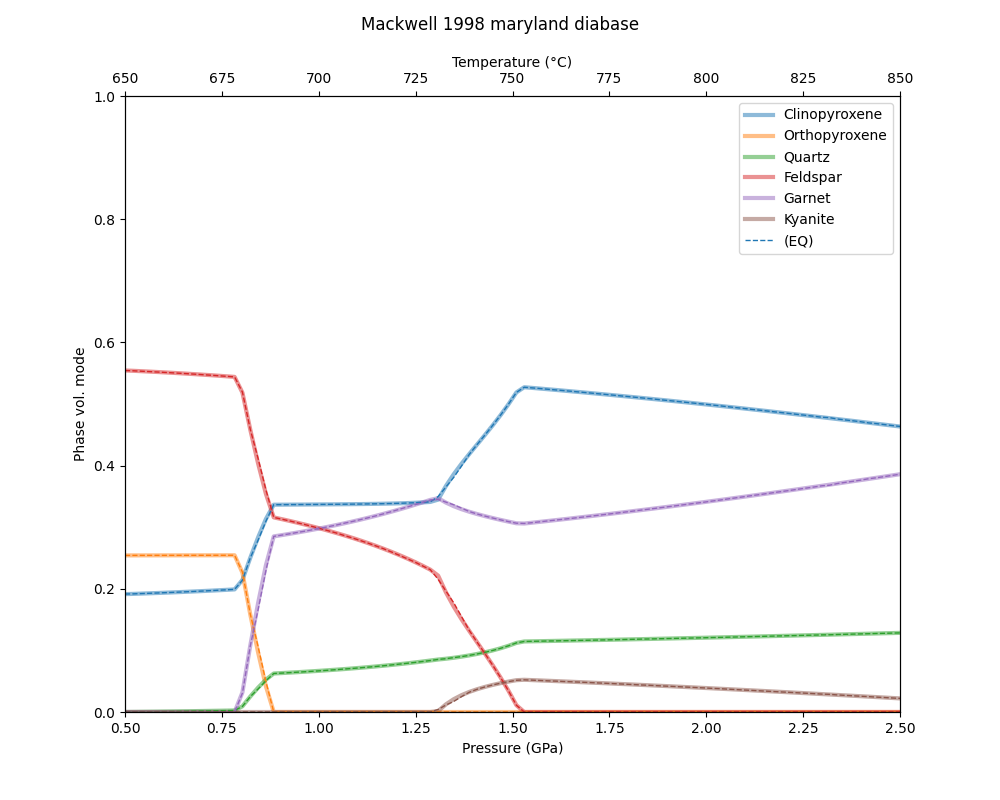 Mackwell 1998 maryland diabase
Temperature (°C)
650 675 700 725 750 775 800 825 850
Clinopyroxene
Orthopyroxene
Quartz
Feldspar
Garnet
Kyanite
(EQ)
Phase vol. mode
1.0
0.8
0.6
0.4
0.2
0.0
0.50 0.75 1.00 1.25 1.50 1.75 2.00 2.25 2.50
Pressure (GPa)